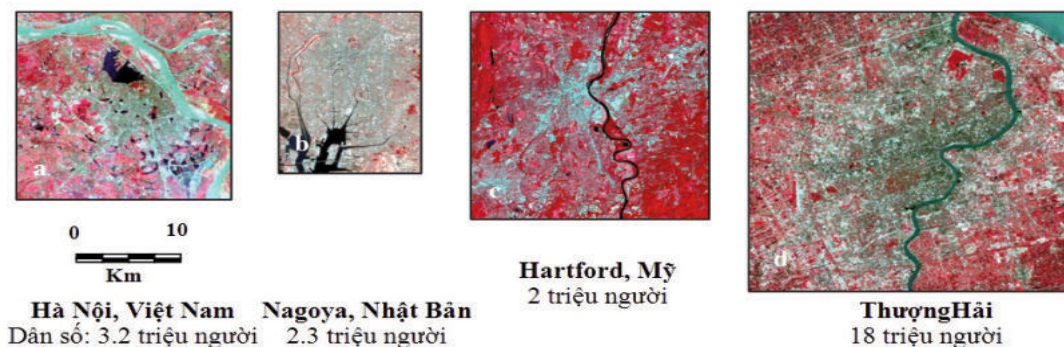 a
b
c
d
0 10
Km
Hà Nội, Việt Nam
Dân số: 3.2 triệu người
Nagoya, Nhật Bản
2.3 triệu người
Hartford, Mỹ
2 triệu người
ThượngHải
18 triệu người